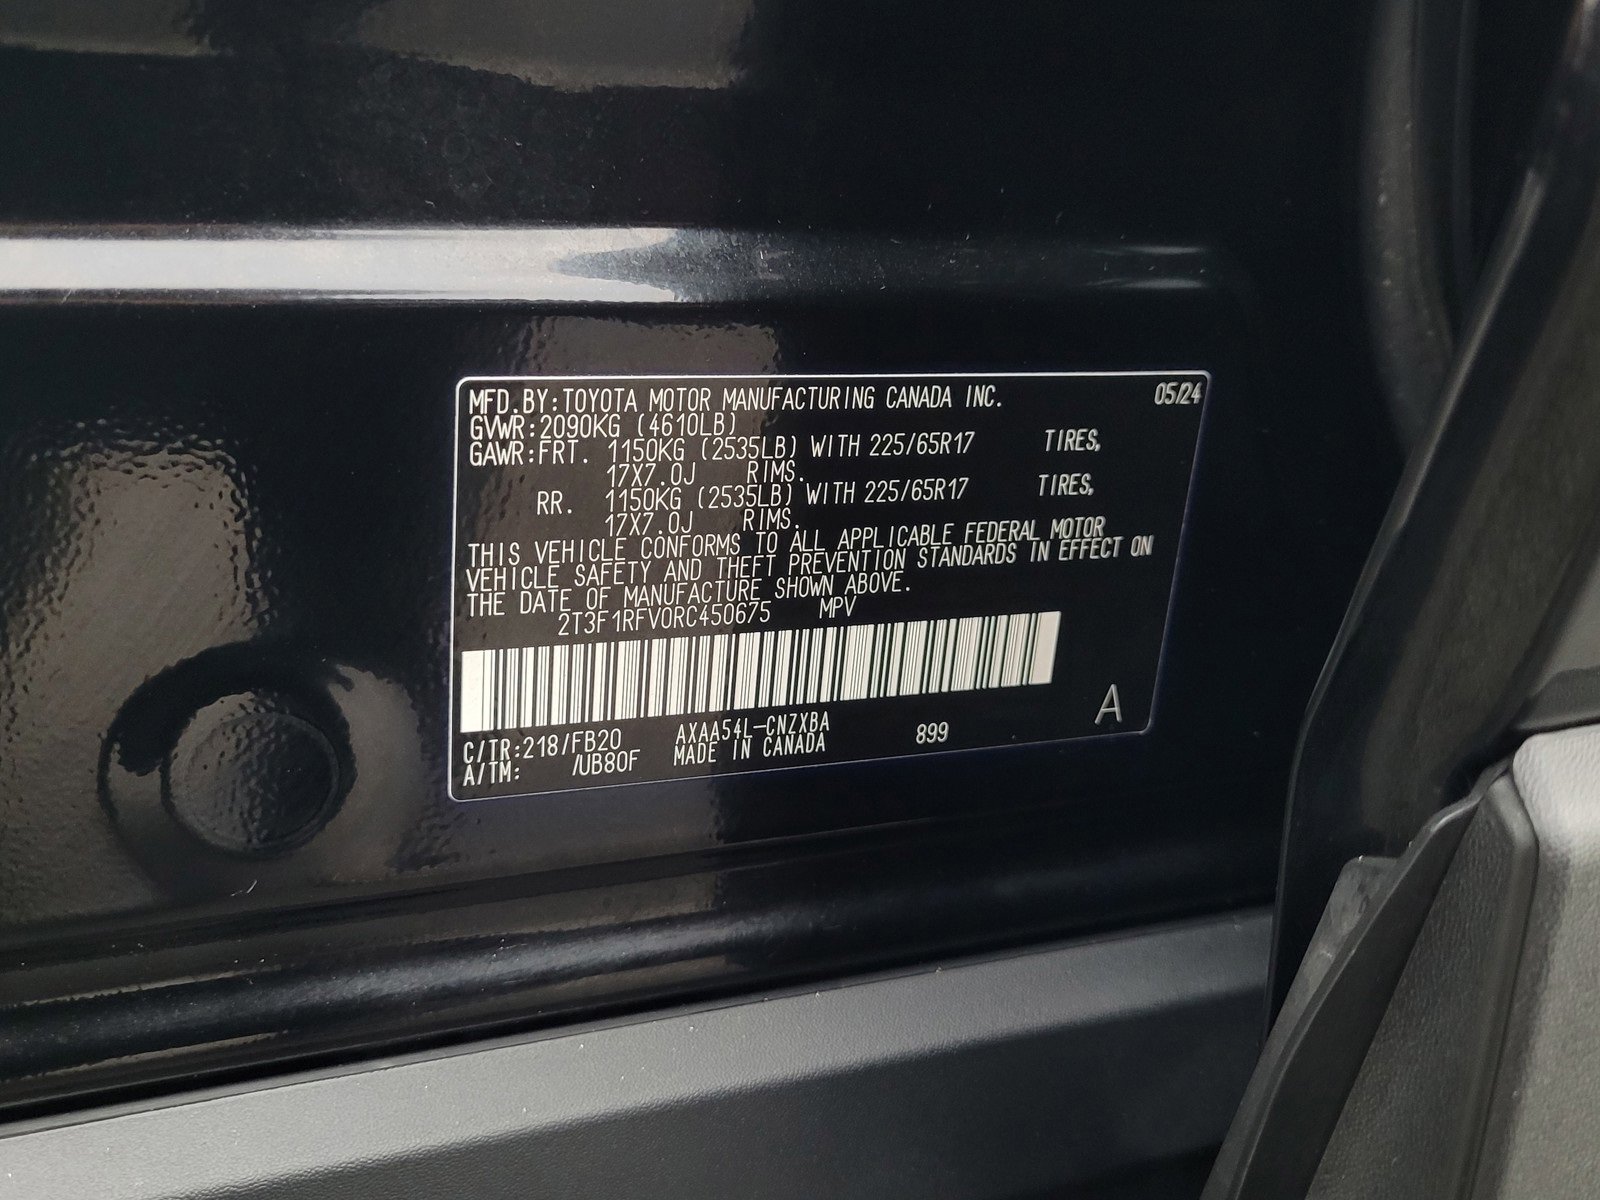 MFD.BY:TOYOTA MOTOR MANUFACTURING CANADA INC. 05/24
GVWR:2090KG (4610LB)
GAWR:FRT. 1150KG (2535LB) WITH 225/65R17 TIRES,
17X7.0J RIMS.
RR. 1150KG (2535LB) WITH 225/65R17 TIRES,
17X7.0J RIMS.
THIS VEHICLE CONFORMS TO ALL APPLICABLE FEDERAL MOTOR
VEHICLE SAFETY AND THEFT PREVENTION STANDARDS IN EFFECT ON
THE DATE OF MANUFACTURE SHOWN ABOVE.
2T3F1RFV0RC450675 MPV
C/TR:218/FB20 AXAA54L-CNZXBA 899 A
A/TM: /UB80F MADE IN CANADA